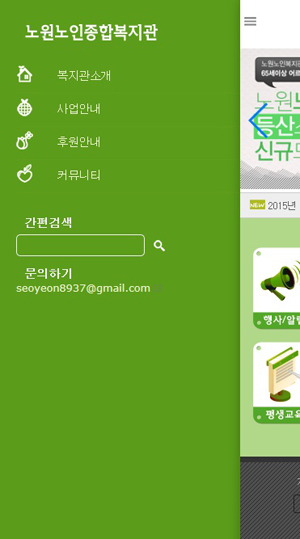 노원노인종합복지관
복지관소개
사업안내
후원안내
커뮤니티
간편검색
문의하기
seoyeon8937@gmail.com
노원노인복지
65세이상 어르
노원
등산
신규
NEW 2015년
행사/알림
평생교육